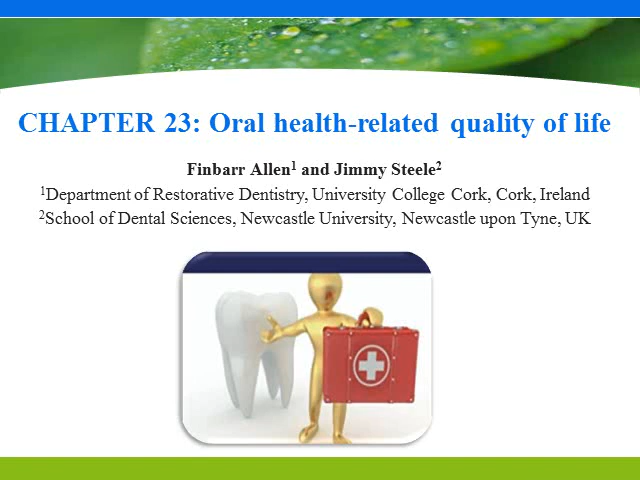 CHAPTER 23: Oral health-related quality of life
Finbarr Allen¹ and Jimmy Steele²
¹Department of Restorative Dentistry, University College Cork, Cork, Ireland
²School of Dental Sciences, Newcastle University, Newcastle upon Tyne, UK